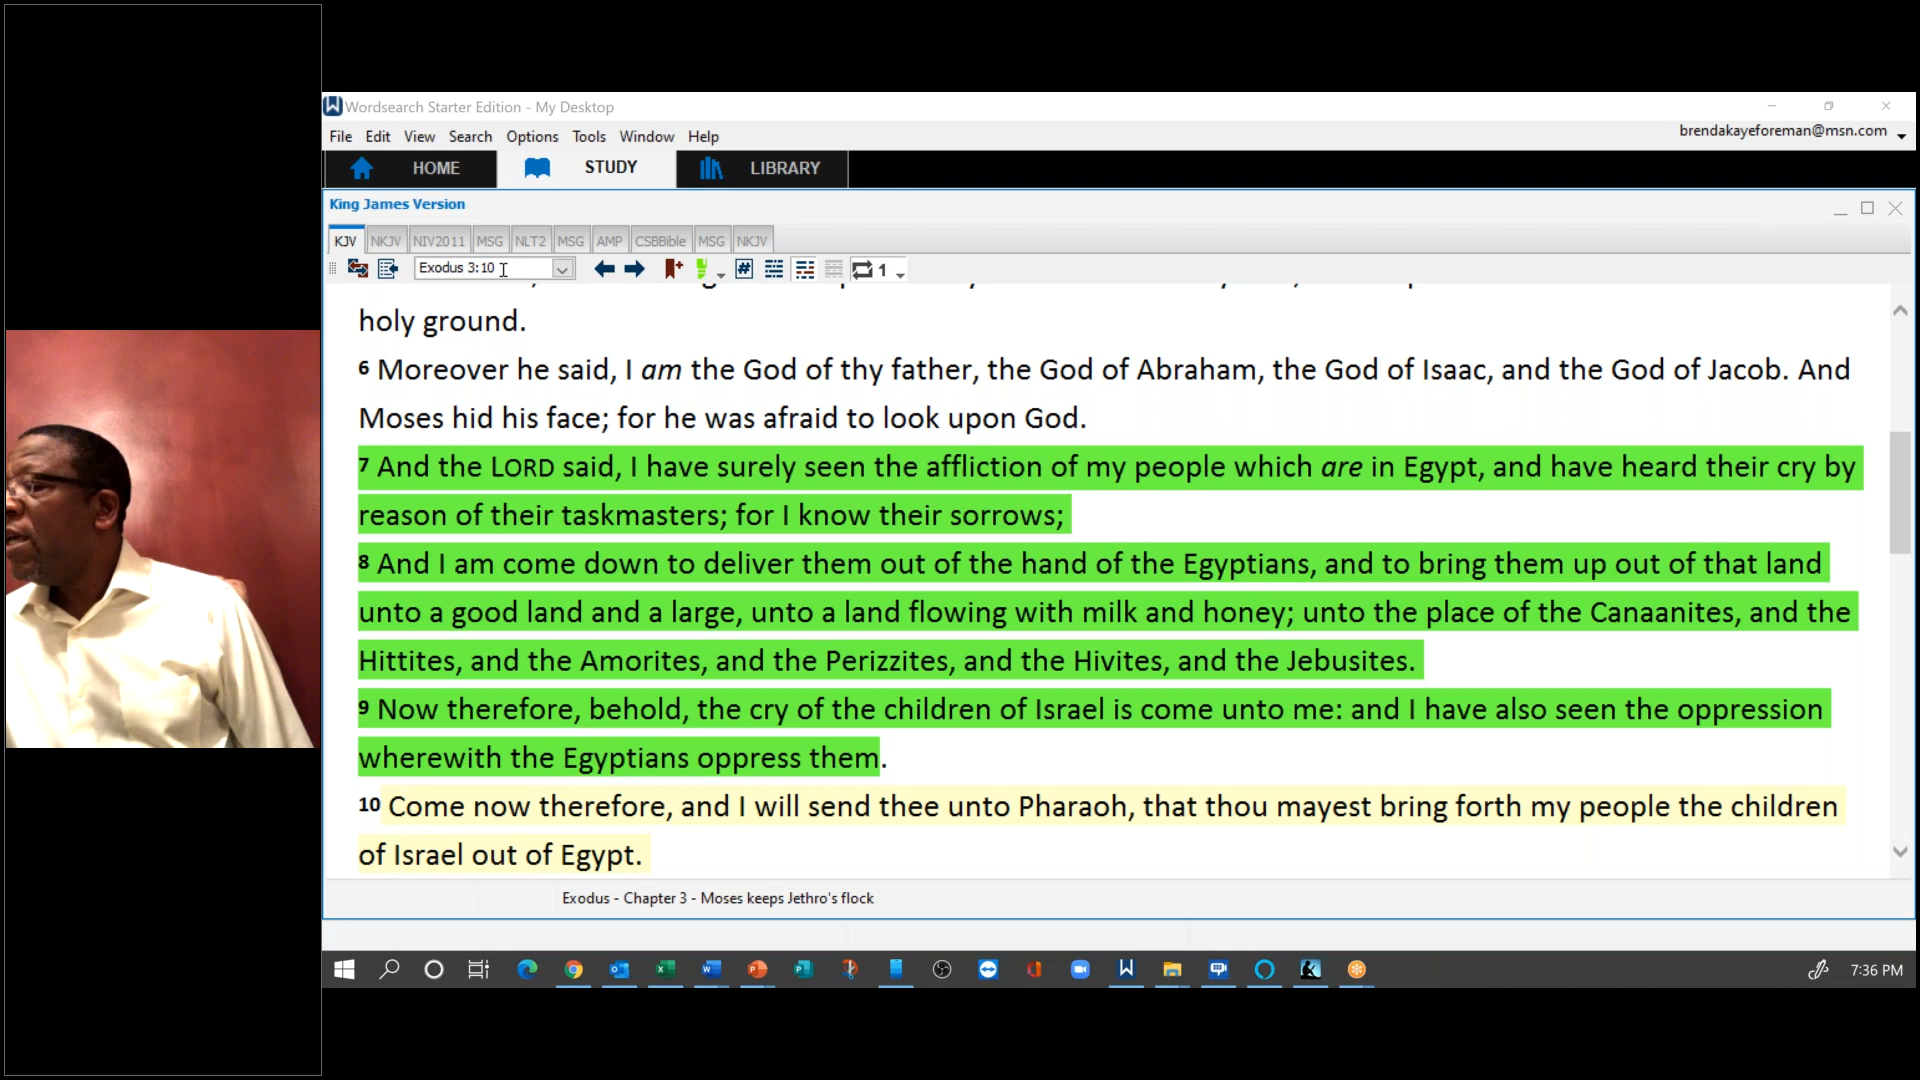 Wordsearch Starter Edition - My Desktop
File Edit View Search Options Tools Window Help
brendakayeforeman@msn.com
HOME STUDY LIBRARY
King James Version
KJV NKJV NIV2011 MSG NLT2 MSG AMP CSBBible MSG NKJV
Exodus 3:10
1
holy ground.
6 Moreover he said, I am the God of thy father, the God of Abraham, the God of Isaac, and the God of Jacob. And
Moses hid his face; for he was afraid to look upon God.
7 And the LORD said, I have surely seen the affliction of my people which are in Egypt, and have heard their cry by
reason of their taskmasters; for I know their sorrows;
8 And I am come down to deliver them out of the hand of the Egyptians, and to bring them up out of that land
unto a good land and a large, unto a land flowing with milk and honey; unto the place of the Canaanites, and the
Hittites, and the Amorites, and the Perizzites, and the Hivites, and the Jebusites.
9 Now therefore, behold, the cry of the children of Israel is come unto me: and I have also seen the oppression
wherewith the Egyptians oppress them.
10 Come now therefore, and I will send thee unto Pharaoh, that thou mayest bring forth my people the children
of Israel out of Egypt.
Exodus - Chapter 3 - Moses keeps Jethro's flock
7:36 PM